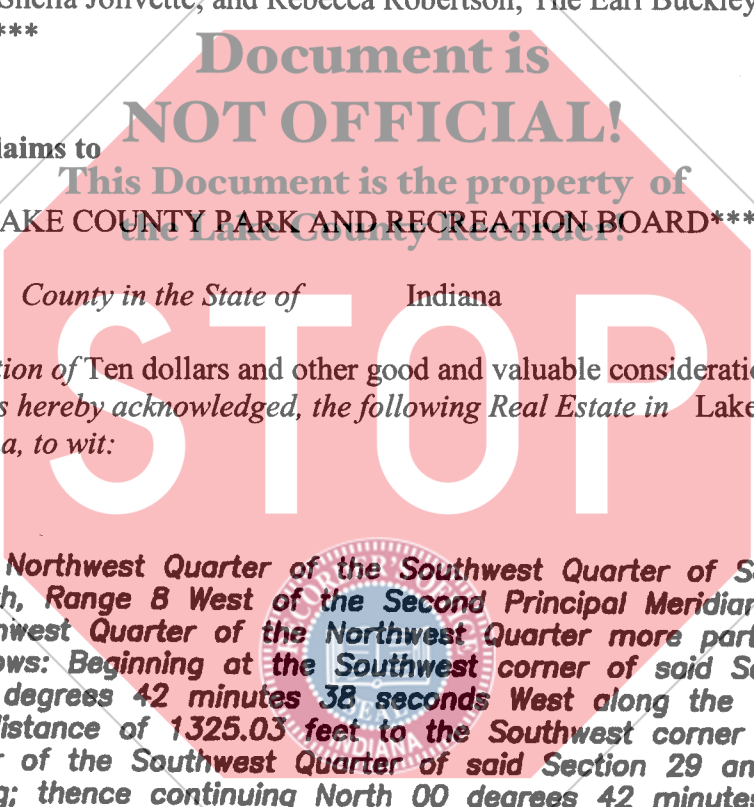 Jolivette, and Rebecca Robertson, The Earl Buckley
***
Document is
NOT OFFICIAL!
laims to
This Document is the property of
AKE COUNTY PARK AND RECREATION BOARD***
the Lake County Recorder!
County in the State of Indiana
STOP
tion of Ten dollars and other good and valuable consideratio
s hereby acknowledged, the following Real Estate in Lake
a, to wit:
Northwest Quarter of the Southwest Quarter of S
th, Range 8 West of the Second Principal Meridian
hwest Quarter of the Northwest Quarter more part
ows: Beginning at the Southwest corner of said Se
degrees 42 minutes 38 seconds West along the
distance of 1325.03 feet to the Southwest corner
r of the Southwest Quarter of said Section 29 an
g; thence continuing North 00 degrees 42 minute
SEAL
INDIANA